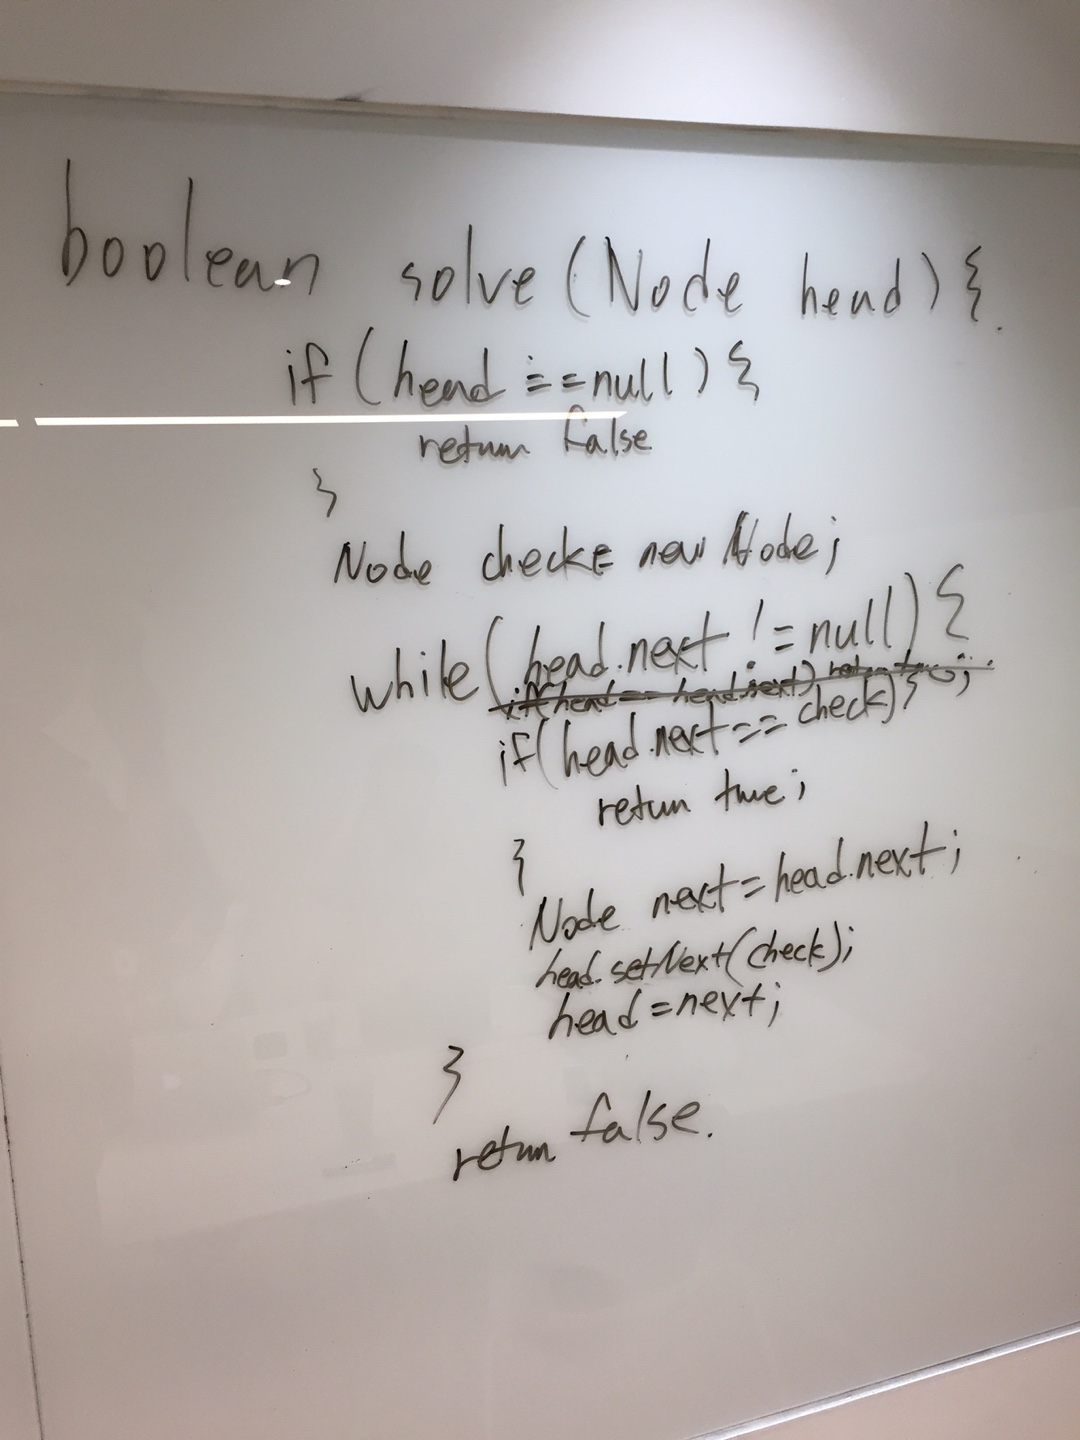 boolean solve (Node head) {
if (head == null) {
return false
}
Node check = new Node;
while (head.next != null) {
if (head == head.next) return true;
if (head.next == check) {
return true;
}
Node next = head.next;
head.setNext(check);
head = next;
}
return false.